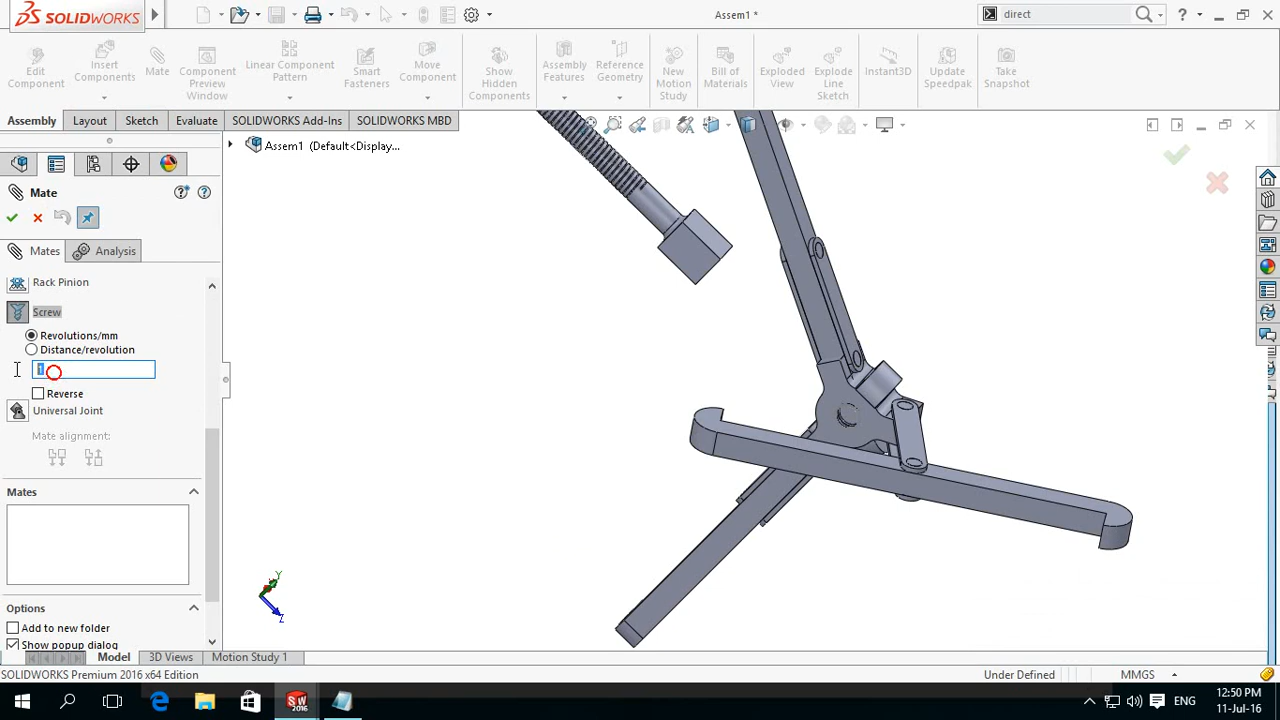 SOLIDWORKS
Assem1 *
direct
Edit Component
Insert Components
Mate
Component Preview Window
Linear Component Pattern
Smart Fasteners
Move Component
Show Hidden Components
Assembly Features
Reference Geometry
New Motion Study
Bill of Materials
Exploded View
Explode Line Sketch
Instant3D
Update Speedpak
Take Snapshot
Assembly
Layout
Sketch
Evaluate
SOLIDWORKS Add-Ins
SOLIDWORKS MBD
Assem1 (Default<Display...
Mate
Mates
Analysis
Rack Pinion
Screw
Revolutions/mm
Distance/revolution
1
Reverse
Universal Joint
Mate alignment:
Mates
Options
Add to new folder
Show popup dialog
Y
Z
Model
3D Views
Motion Study 1
SOLIDWORKS Premium 2016 x64 Edition
Under Defined
MMGS
SW
2016
ENG
12:50 PM
11-Jul-16